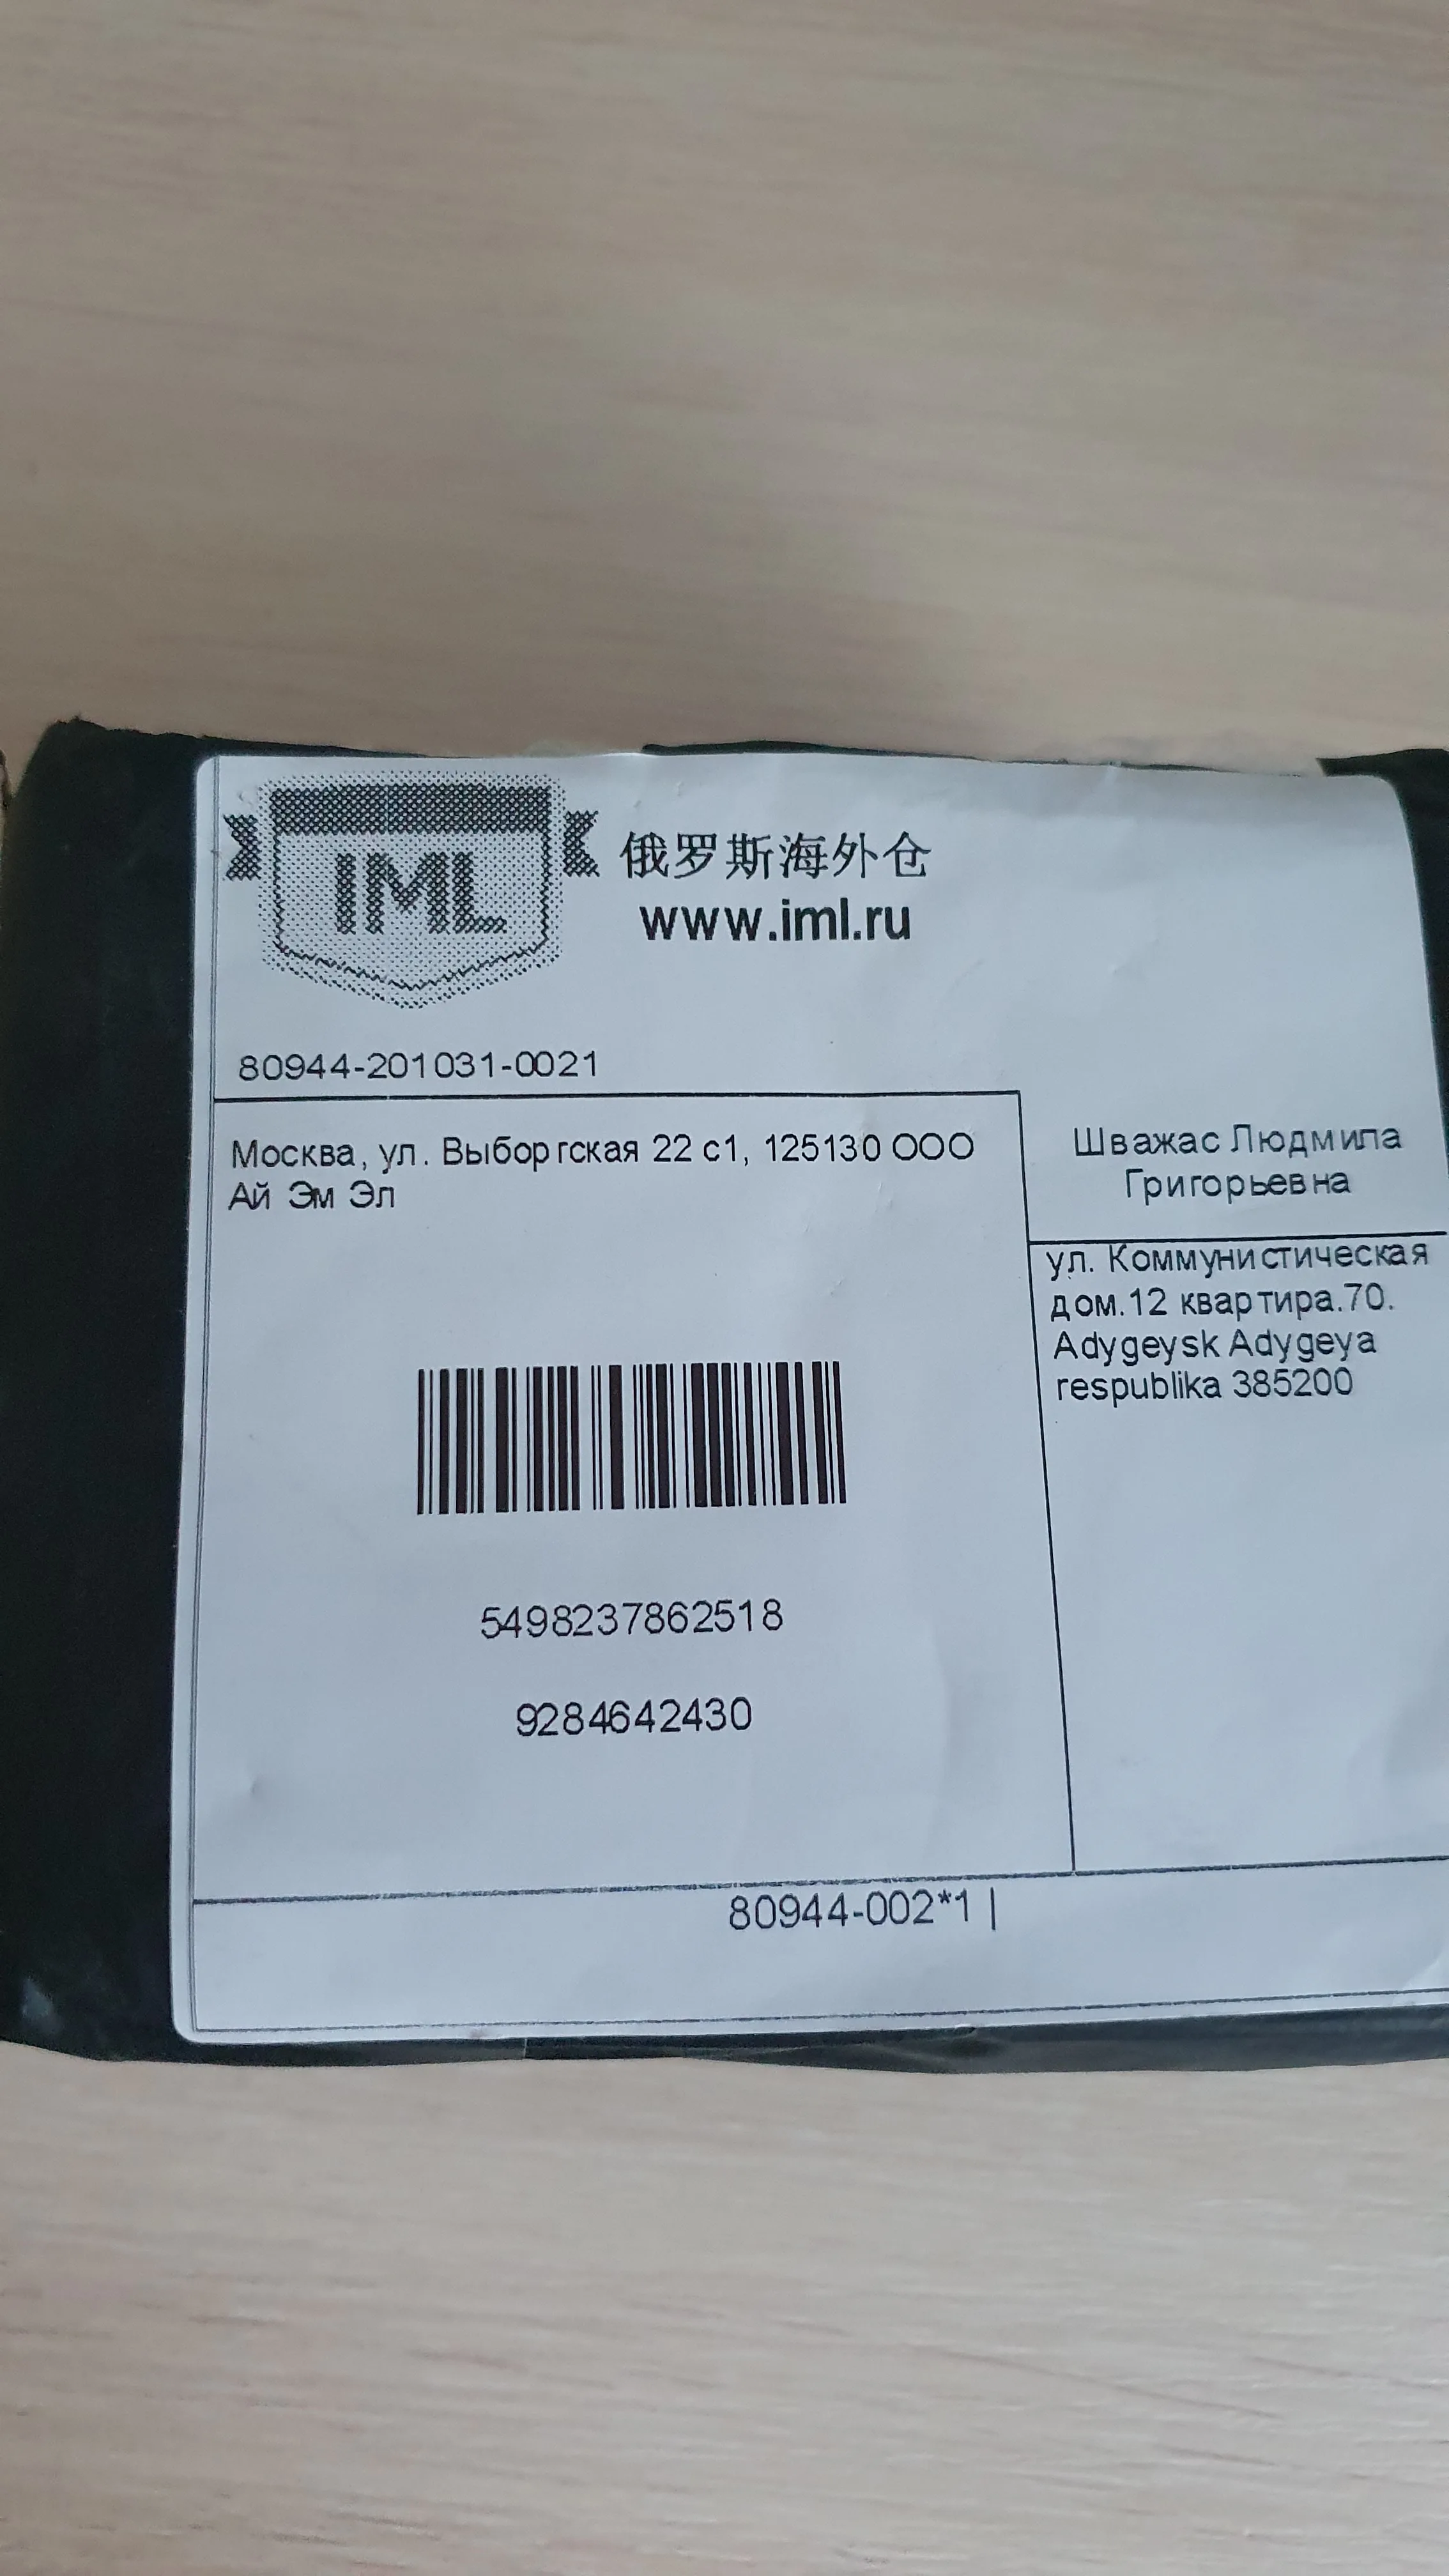 IML
俄罗斯海外仓
www.iml.ru
80944-201031-0021
Москва, ул. Выборгская 22 с1, 125130 ООО
Ай Эм Эл
Шважас Людмила
Григорьевна
ул. Коммунистическая
дом.12 квартира.70.
Adygeysk Adygeya
respublika 385200
5498237862518
9284642430
80944-002*1 |